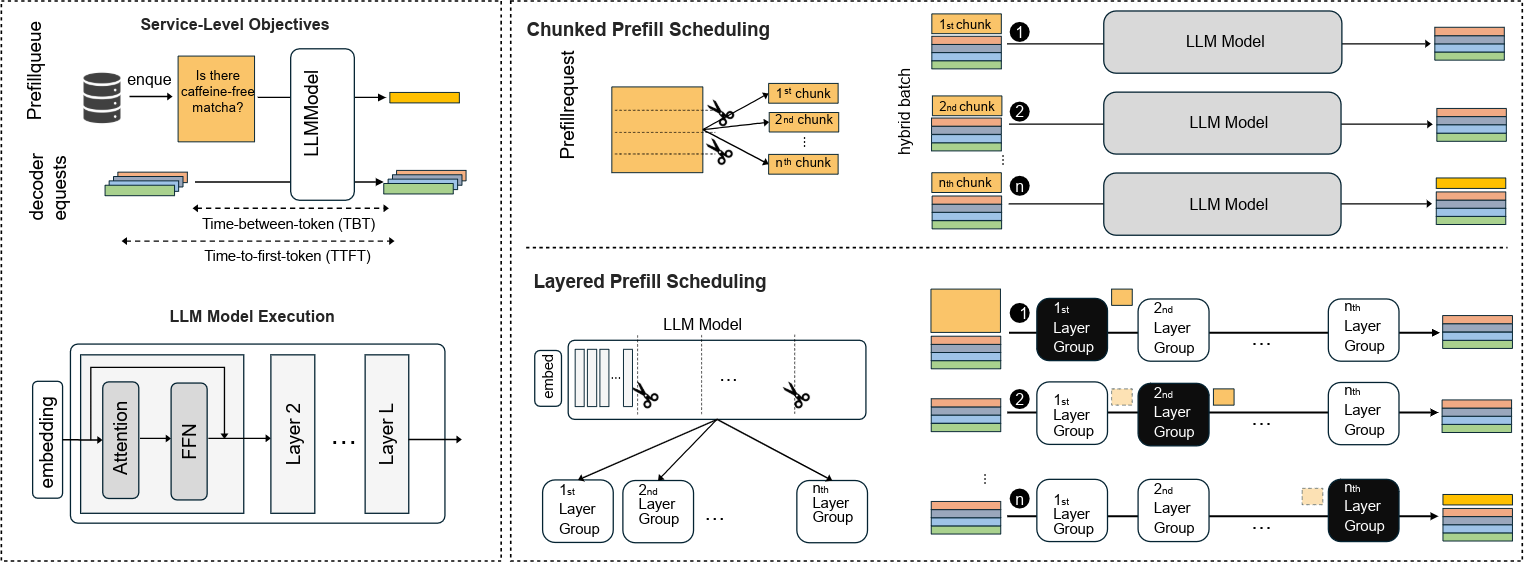 Service-Level Objectives
Prefillqueue
enque
Is there
caffeine-free
matcha?
LLMModel
decoder
equests
Time-between-token (TBT)
Time-to-first-token (TTFT)
LLM Model Execution
embedding
Attention
FFN
Layer 2
...
Layer L
Chunked Prefill Scheduling
Prefillrequest
1st chunk
2nd chunk
...
nth chunk
hybrid batch
1st chunk
1
LLM Model
2nd chunk
2
LLM Model
...
nth chunk
n
LLM Model
Layered Prefill Scheduling
LLM Model
embed
...
...
1st
Layer
Group
2nd
Layer
Group
...
nth
Layer
Group
1
1st
Layer
Group
2nd
Layer
Group
...
nth
Layer
Group
2
1st
Layer
Group
2nd
Layer
Group
...
nth
Layer
Group
...
n
1st
Layer
Group
2nd
Layer
Group
...
nth
Layer
Group